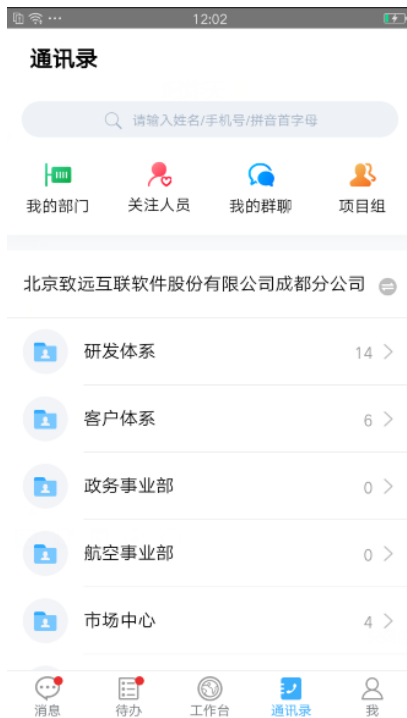 12:02
通讯录
请输入姓名/手机号/拼音首字母
我的部门 关注人员 我的群聊 项目组
北京致远互联软件股份有限公司成都分公司
研发体系 14
客户体系 6
政务事业部 0
航空事业部 0
市场中心 4
消息 待办 工作台 通讯录 我